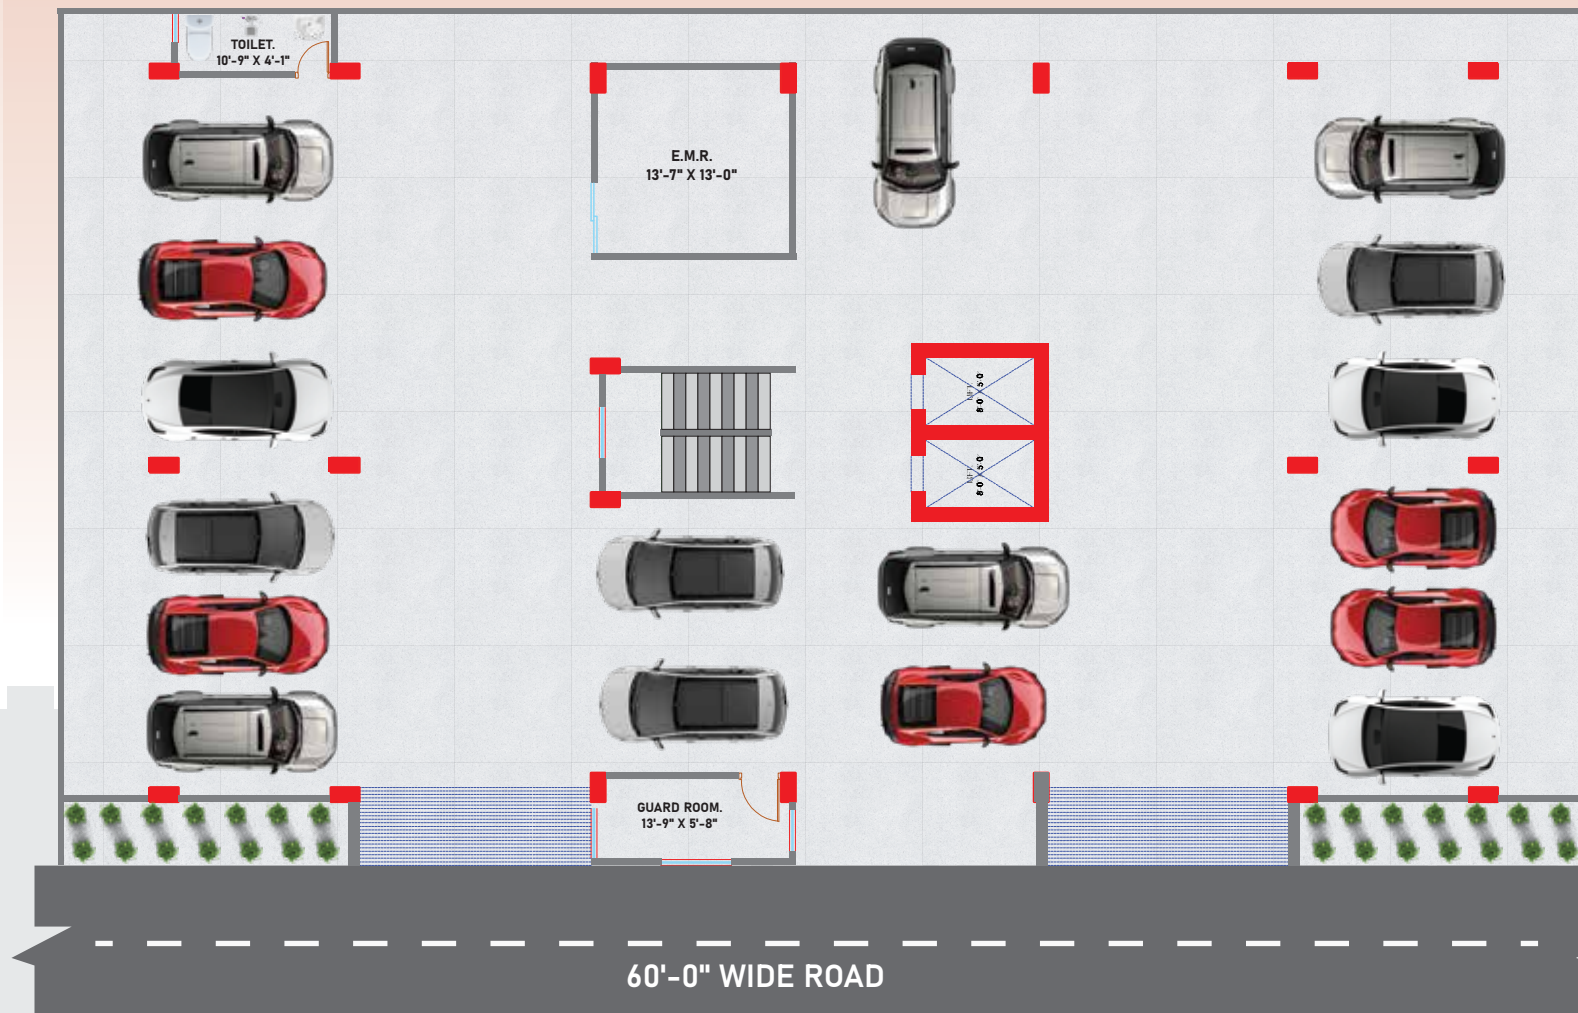 TOILET.
10'-9" X 4'-1"
E.M.R.
13'-7" X 13'-0"
GUARD ROOM.
13'-9" X 5'-8"
60'-0" WIDE ROAD